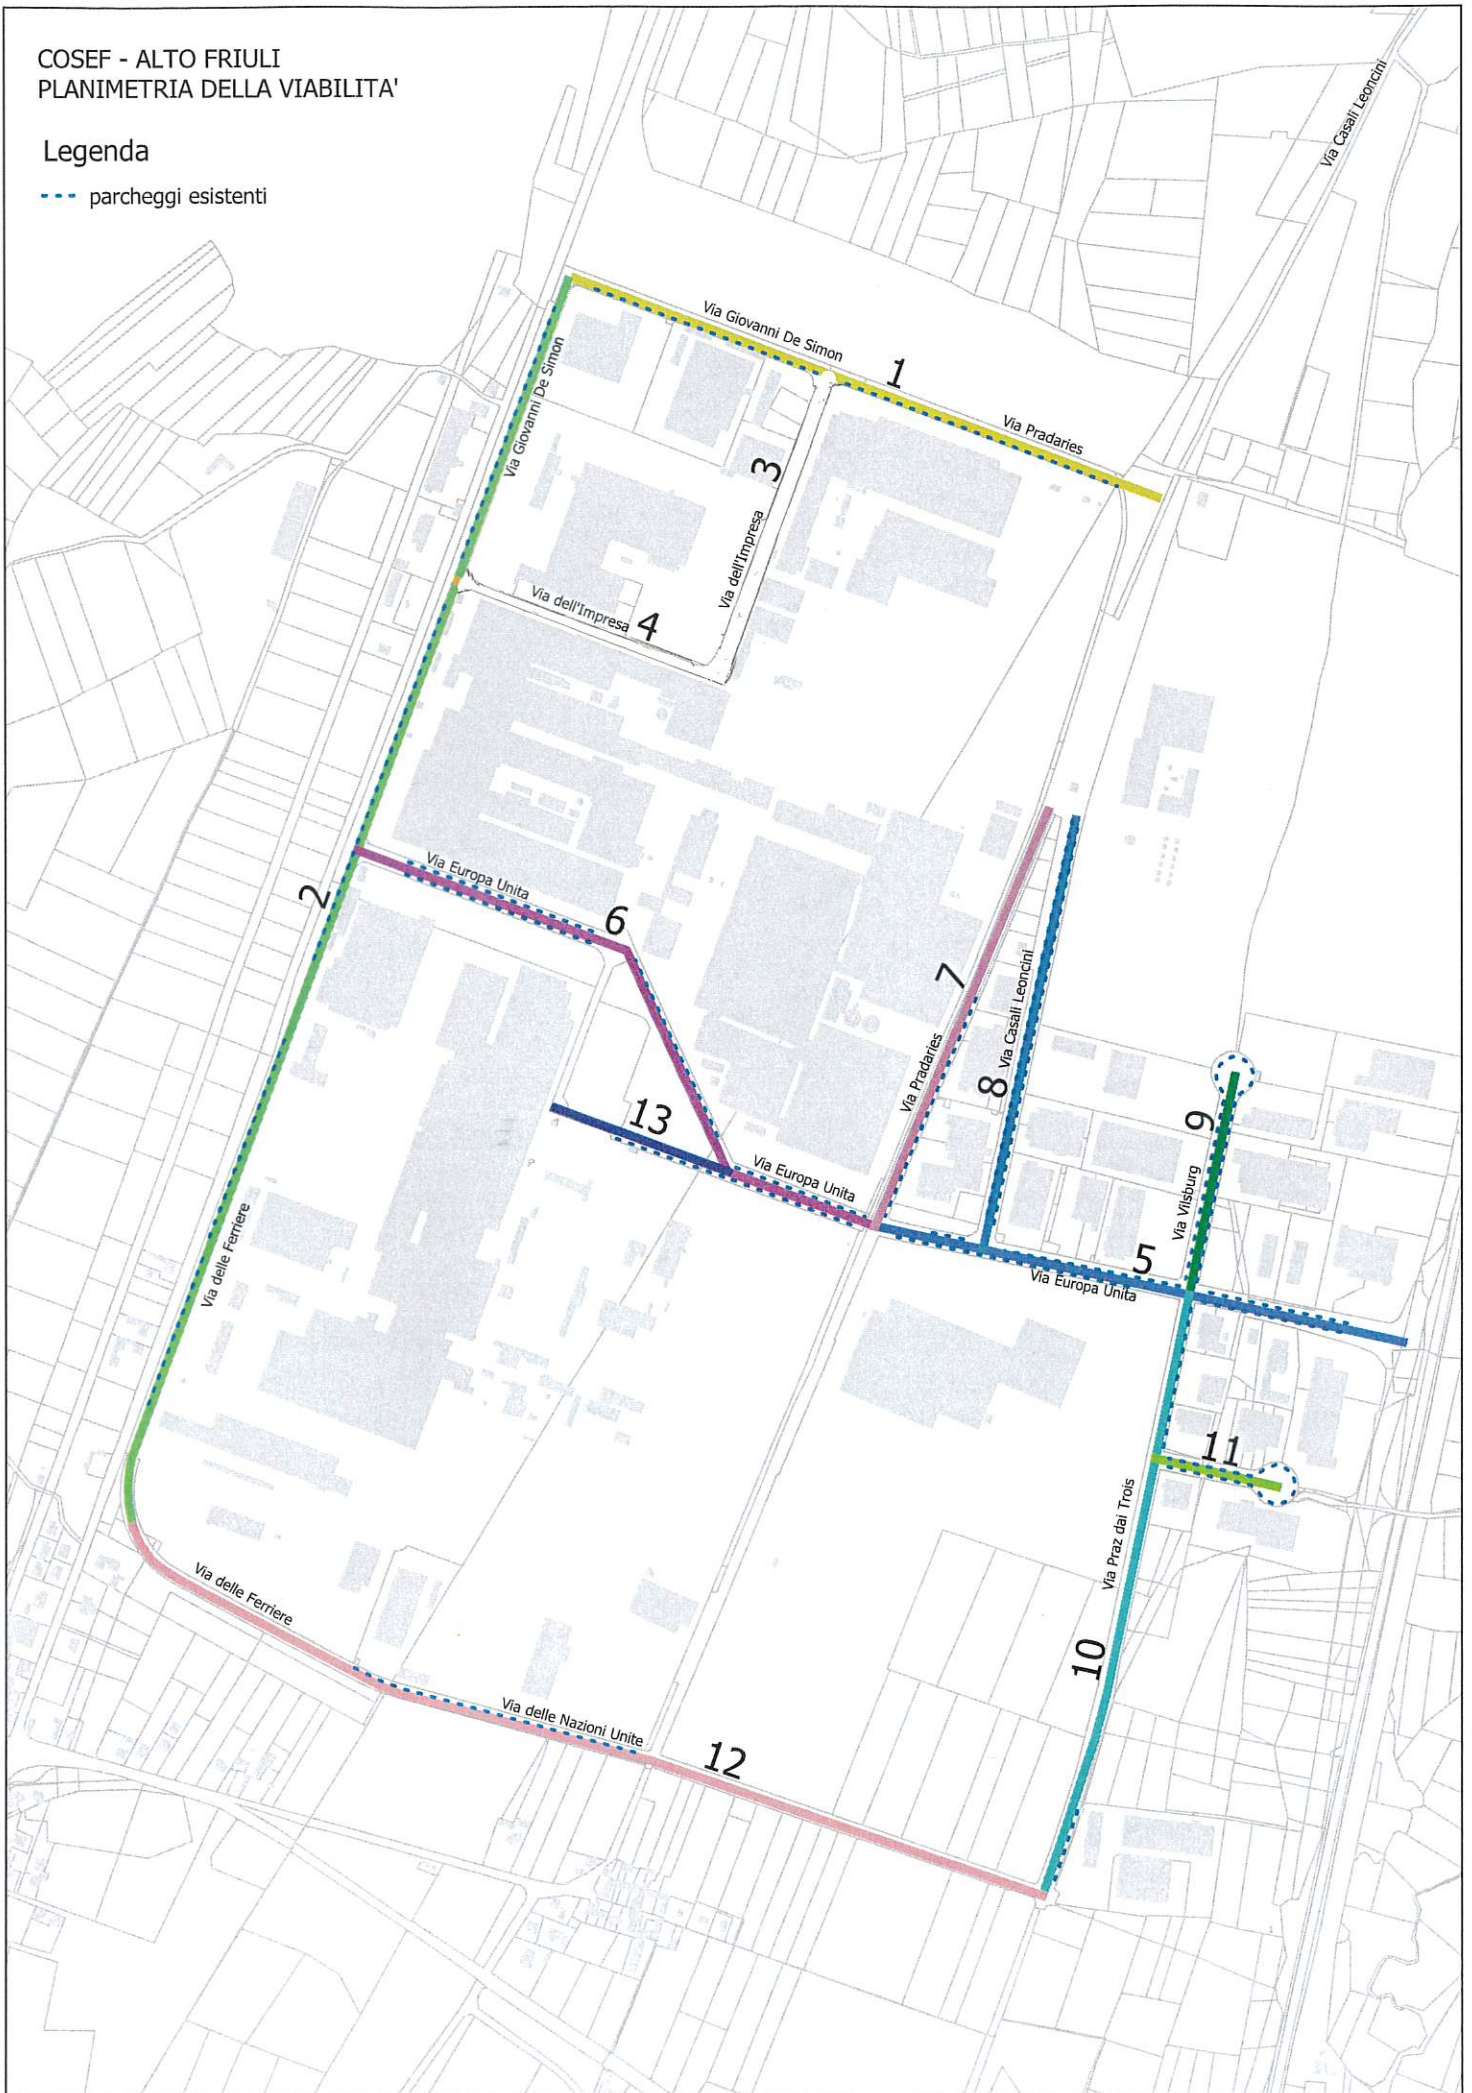 COSEF - ALTO FRIULI
PLANIMETRIA DELLA VIABILITA'
Legenda
parcheggi esistenti
Via Casali Leoncini
Via Giovanni De Simon
1
Via Pradaries
Via Giovanni De Simon
3
Via dell'Impresa
Via dell'Impresa
4
2
Via Europa Unita
6
7
Via Pradaries
Via Casali Leoncini
8
13
Via Europa Unita
9
Via Vilsburg
5
Via Europa Unita
Via delle Ferriere
11
Via Praz dai Trois
10
Via delle Ferriere
Via delle Nazioni Unite
12